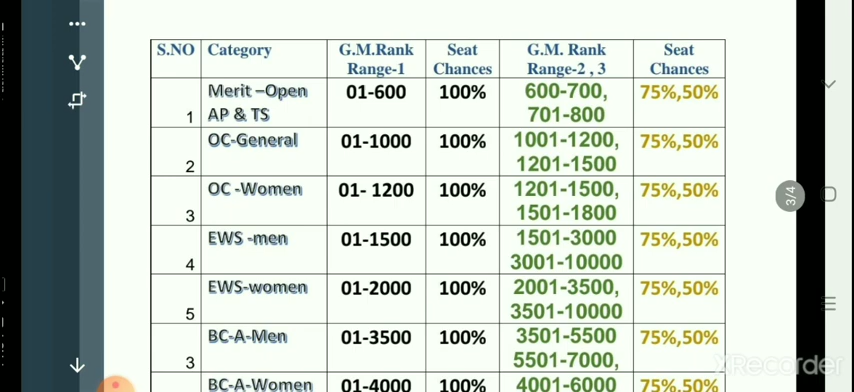 S.NO Category G.M.Rank Range-1 Seat Chances G.M. Rank Range-2 , 3 Seat Chances
1 Merit –Open AP & TS 01-600 100% 600-700, 701-800 75%,50%
2 OC-General 01-1000 100% 1001-1200, 1201-1500 75%,50%
3 OC -Women 01- 1200 100% 1201-1500, 1501-1800 75%,50%
4 EWS -men 01-1500 100% 1501-3000 3001-10000 75%,50%
5 EWS-women 01-2000 100% 2001-3500, 3501-10000 75%,50%
3 BC-A-Men 01-3500 100% 3501-5500 5501-7000, 75%,50%
BC-A-Women 01-4000 100% 4001-6000 75%,50%
3/4
XRecorder